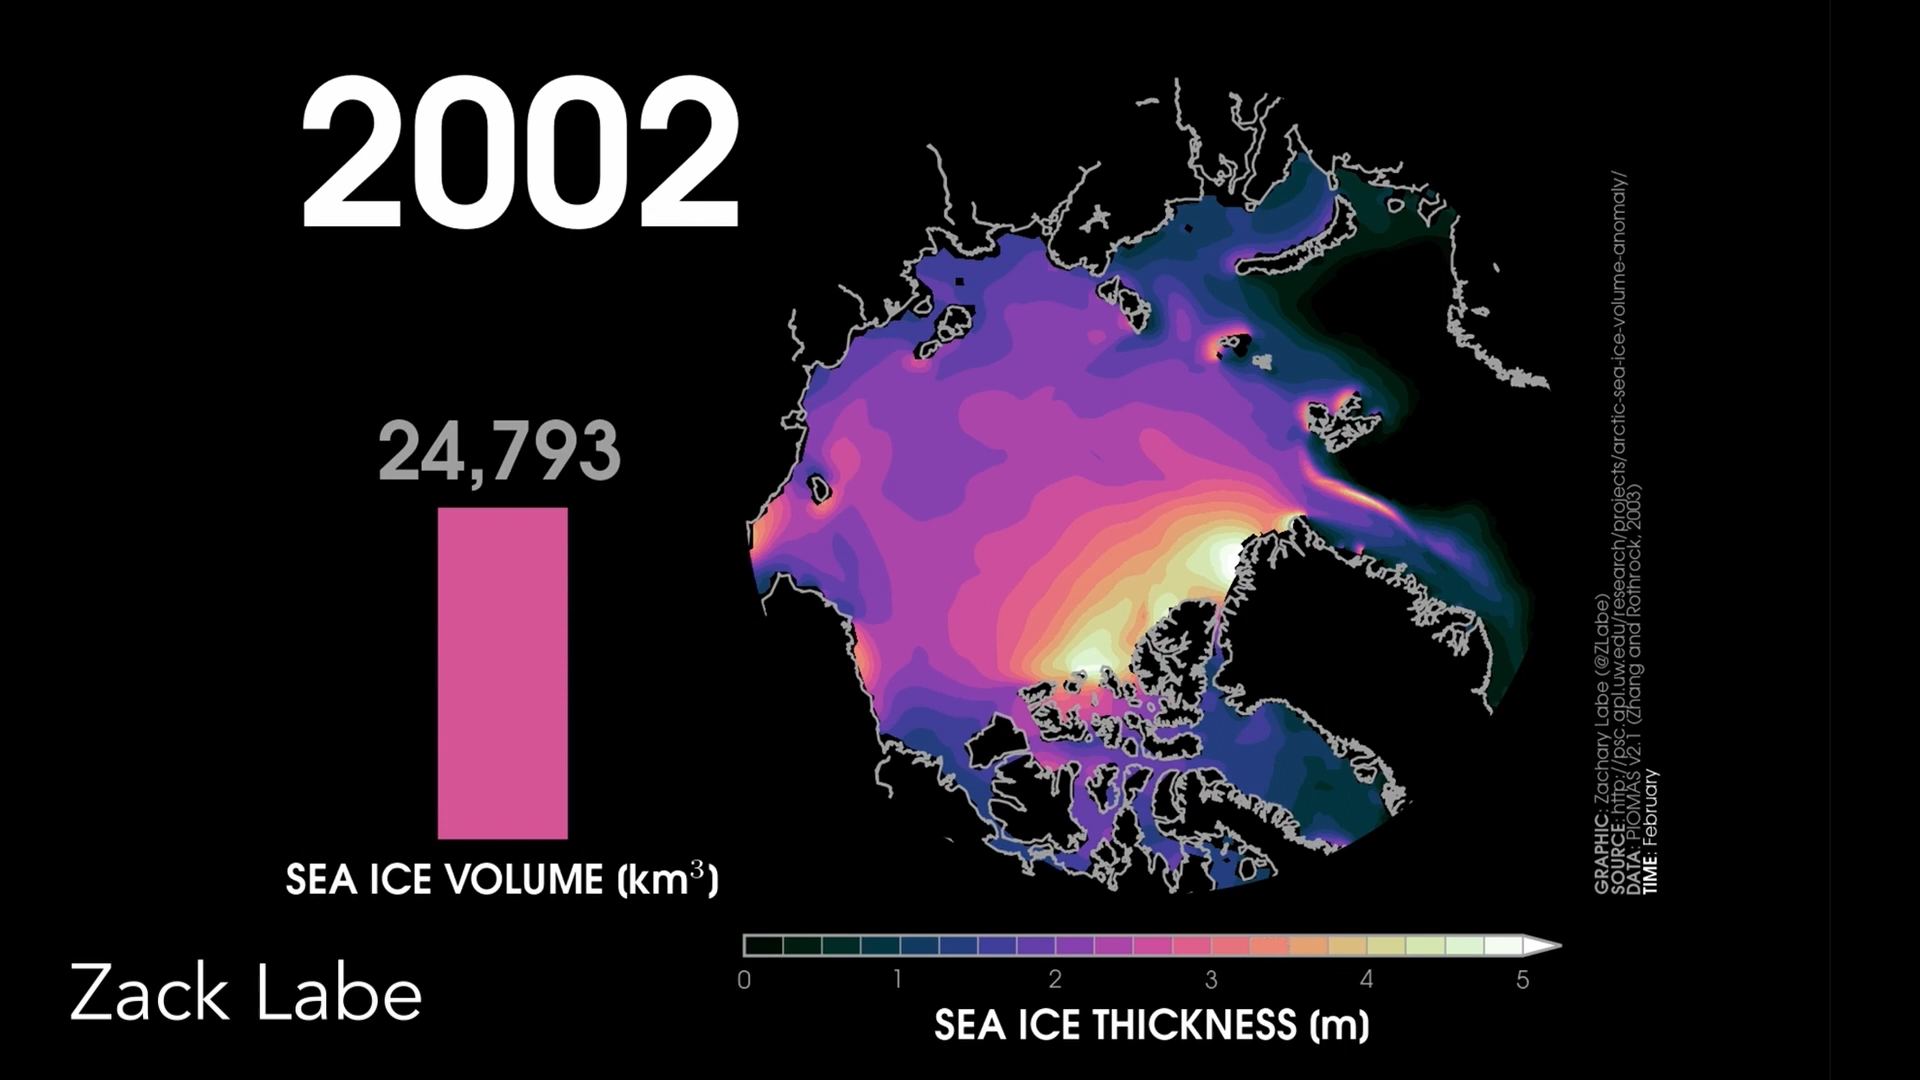 2002
24,793
SEA ICE VOLUME (km³)
Zack Labe
0 1 2 3 4 5
SEA ICE THICKNESS (m)
GRAPHIC: Zachary Labe (@ZLabe)
SOURCE: http://psc.apl.uw.edu/research/projects/arctic-sea-ice-volume-anomaly/
DATA: PIOMAS v2.1 (Zhang and Rothrock, 2003)
TIME: February